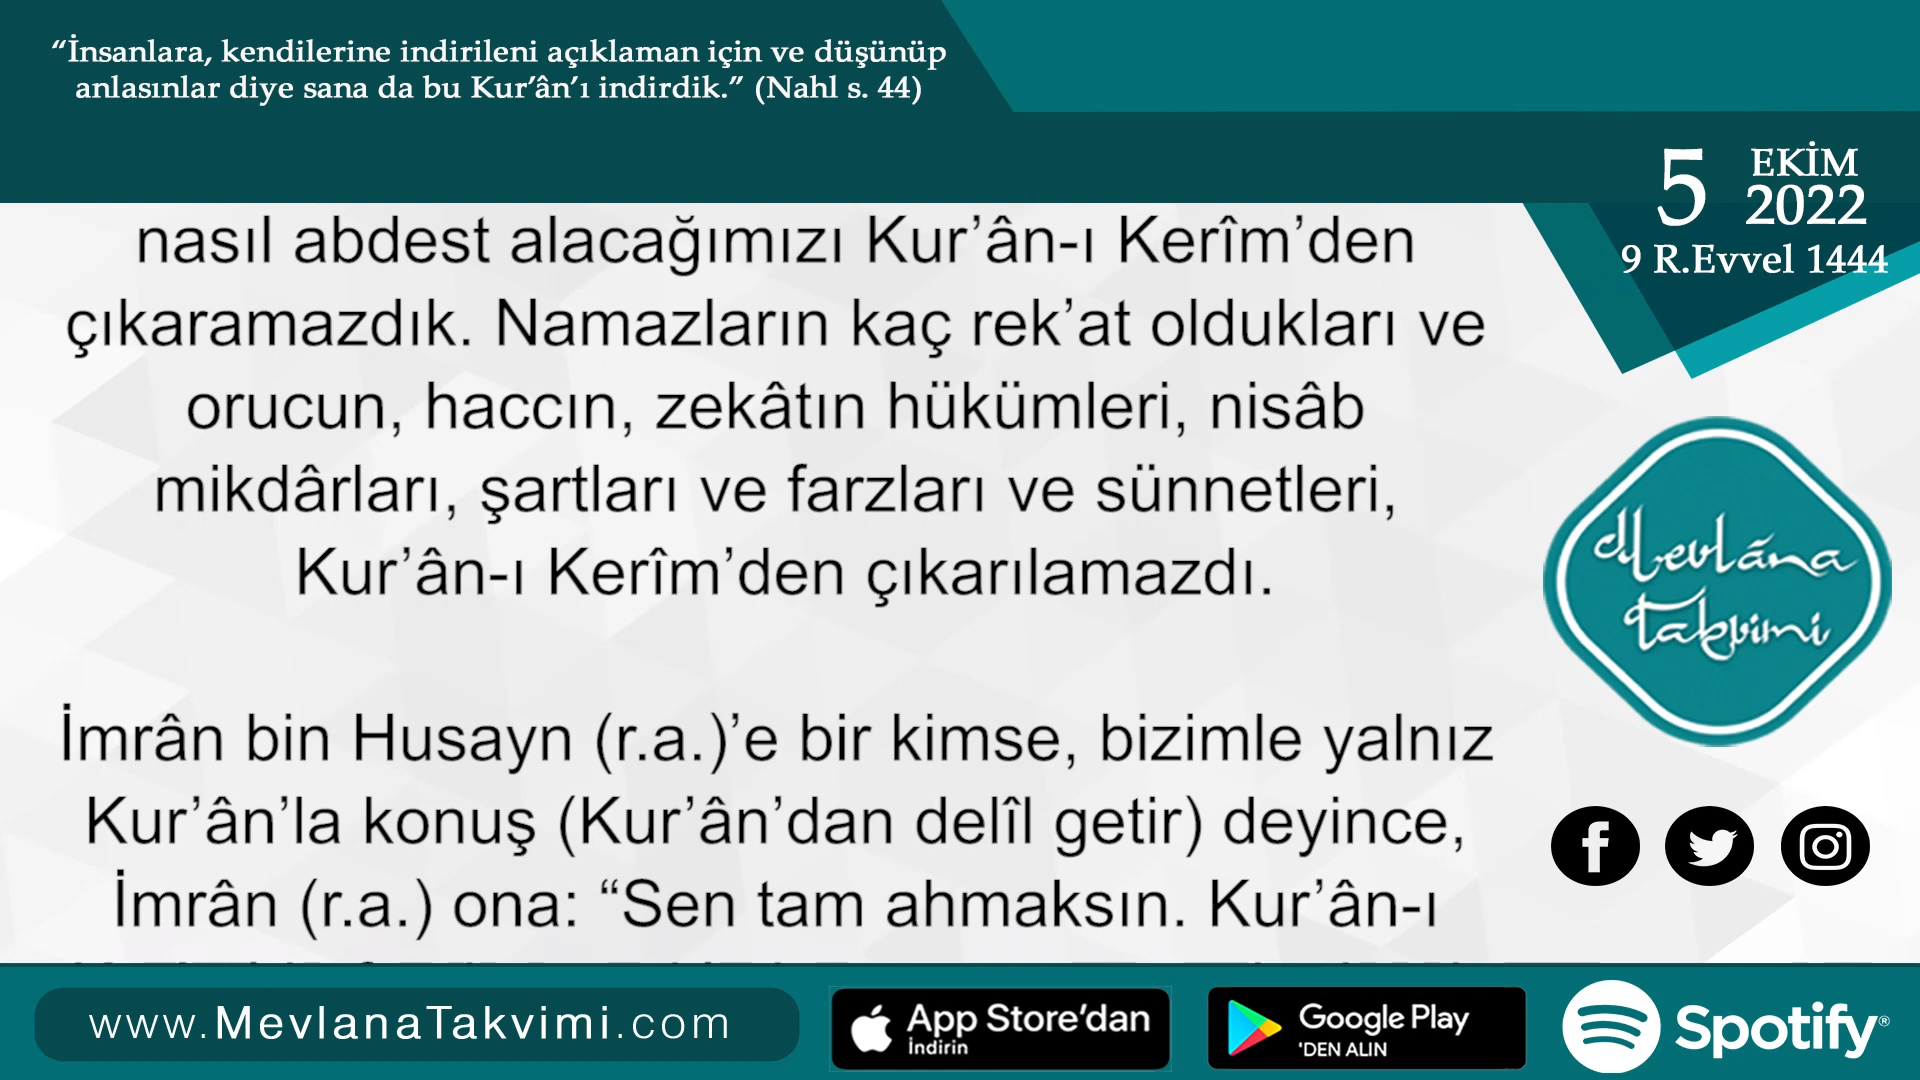 “İnsanlara, kendilerine indirileni açıklaman için ve düşünüp
anlasınlar diye sana da bu Kur’ân’ı indirdik.” (Nahl s. 44)
5 EKİM
2022
9 R.Evvel 1444
nasıl abdest alacağımızı Kur’ân-ı Kerîm’den
çıkaramazdık. Namazların kaç rek’at oldukları ve
orucun, haccın, zekâtın hükümleri, nisâb
mikdârları, şartları ve farzları ve sünnetleri,
Kur’ân-ı Kerîm’den çıkarılamazdı.
İmrân bin Husayn (r.a.)’e bir kimse, bizimle yalnız
Kur’ân’la konuş (Kur’ân’dan delîl getir) deyince,
İmrân (r.a.) ona: “Sen tam ahmaksın. Kur’ân-ı
Mevlâna
Takvimi
www.MevlanaTakvimi.com
App Store’dan
İndirin
Google Play
'DEN ALIN
Spotify®